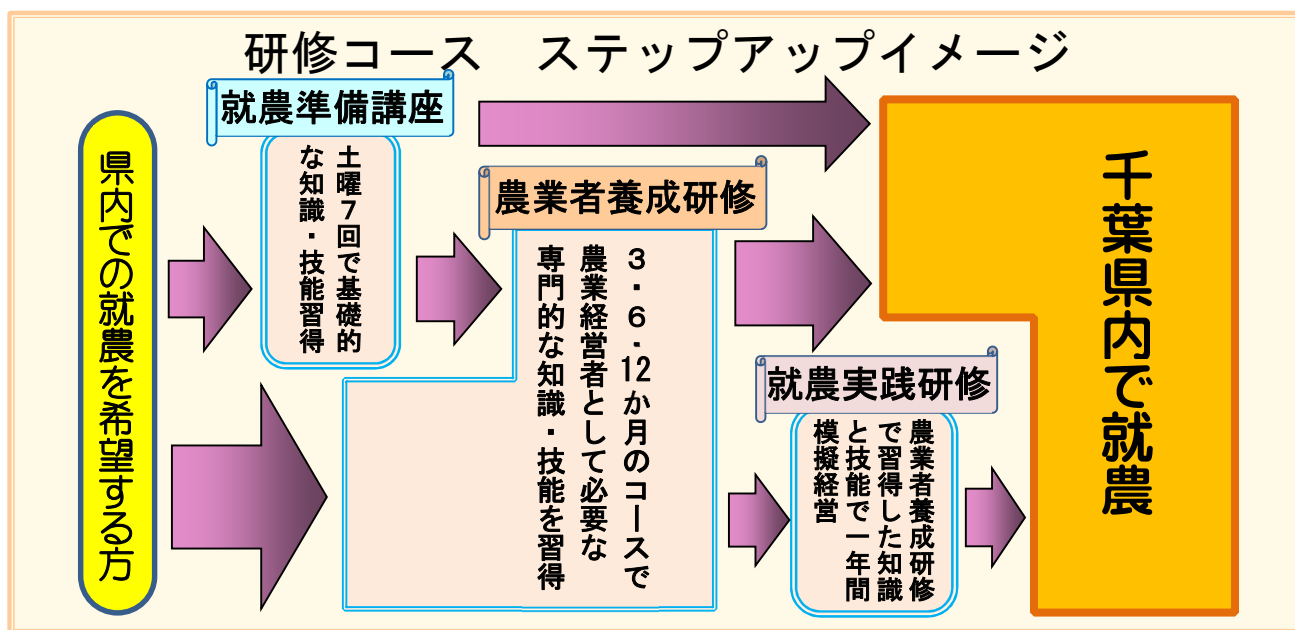 研修コース　ステップアップイメージ
県内での就農を希望する方
就農準備講座
土曜７回で基礎的
な知識・技能習得
農業者養成研修
３・６・12か月のコースで
農業経営者として必要な
専門的な知識・技能を習得
就農実践研修
農業者養成研修
で習得した知識
と技能で一年間
模擬経営
千葉県内で就農